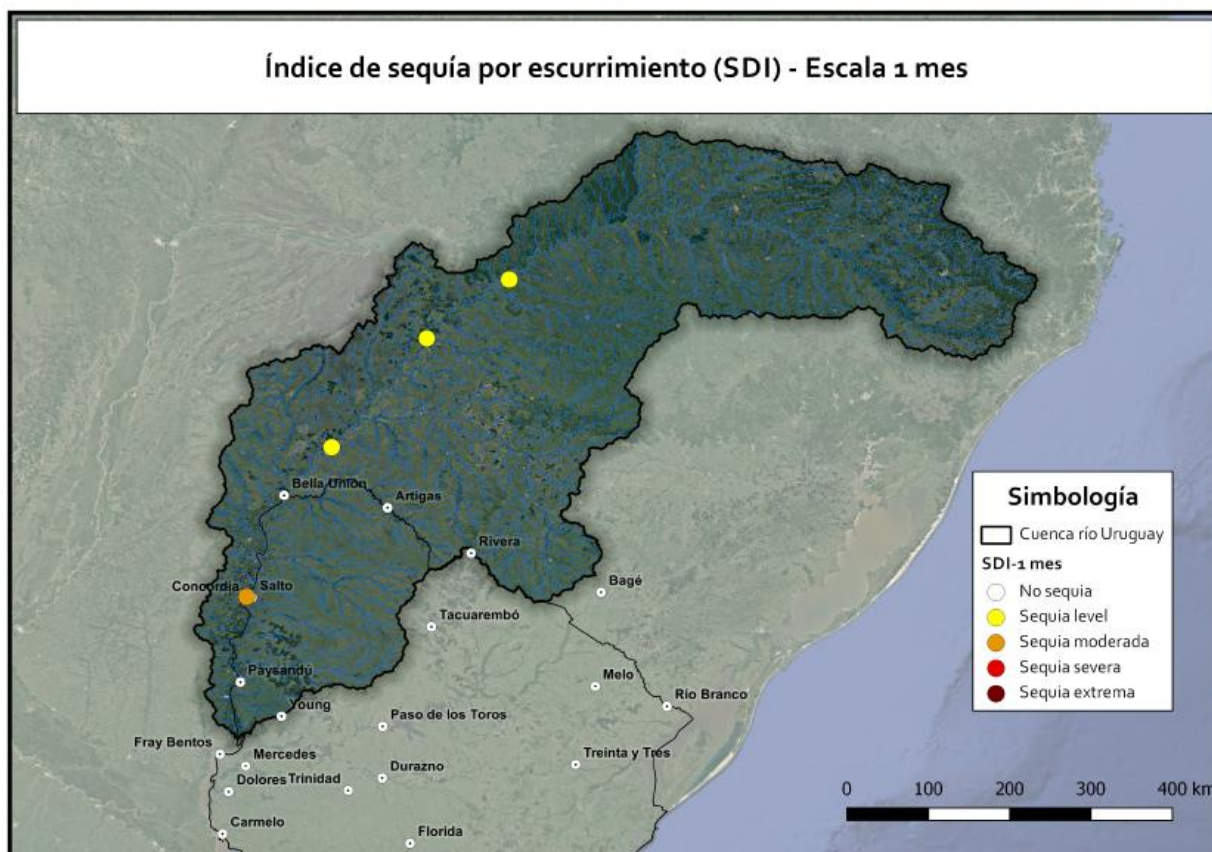 Índice de sequía por escurrimiento (SDI) - Escala 1 mes
Bella Unión
Artigas
Rivera
Concordia
Salto
Bagé
Tacuarembó
Paysandú
Melo
Río Branco
Young
Paso de los Toros
Fray Bentos
Mercedes
Treinta y Tres
Dolores
Trinidad
Durazno
Carmelo
Florida
Simbología
Cuenca río Uruguay
SDI-1 mes
No sequia
Sequia level
Sequia moderada
Sequia severa
Sequia extrema
0 100 200 300 400 km